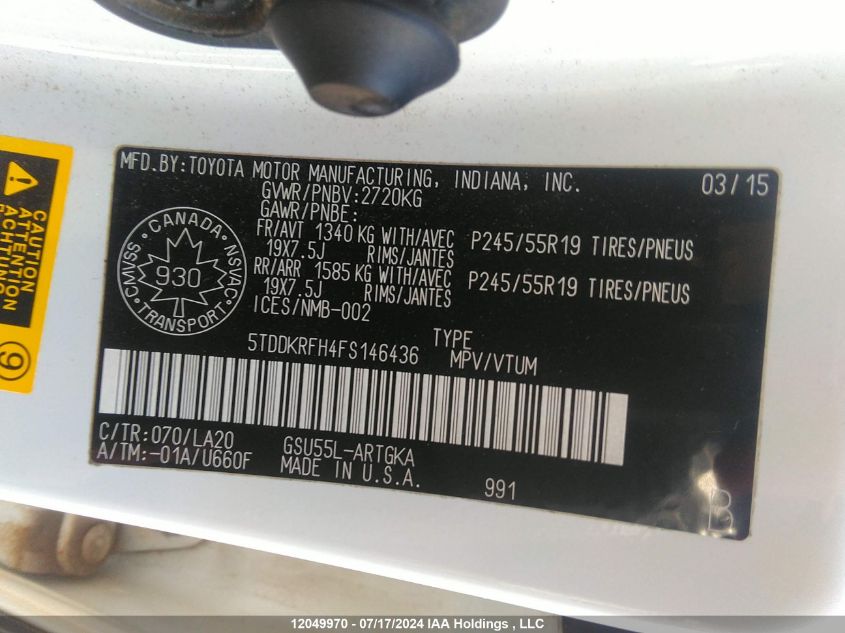 MFD.BY:TOYOTA MOTOR MANUFACTURING, INDIANA, INC. 03/15
GVWR/PNBV:2720KG
GAWR/PNBE:
FR/AVT 1340 KG WITH/AVEC P245/55R19 TIRES/PNEUS
19X7.5J RIMS/JANTES
RR/ARR 1585 KG WITH/AVEC P245/55R19 TIRES/PNEUS
19X7.5J RIMS/JANTES
ICES/NMB-002
CANADA
CMVSS
NSVAC
930
TRANSPORT
5TDDKRFH4FS146436 TYPE
MPV/VTUM
C/TR:070/LA20 GSU55L-ARTGKA
A/TM:-01A/U660F MADE IN U.S.A. 991
B
CAUTION
ATTENTION
ACHTUNG
9
12049970 - 07/17/2024 IAA Holdings , LLC